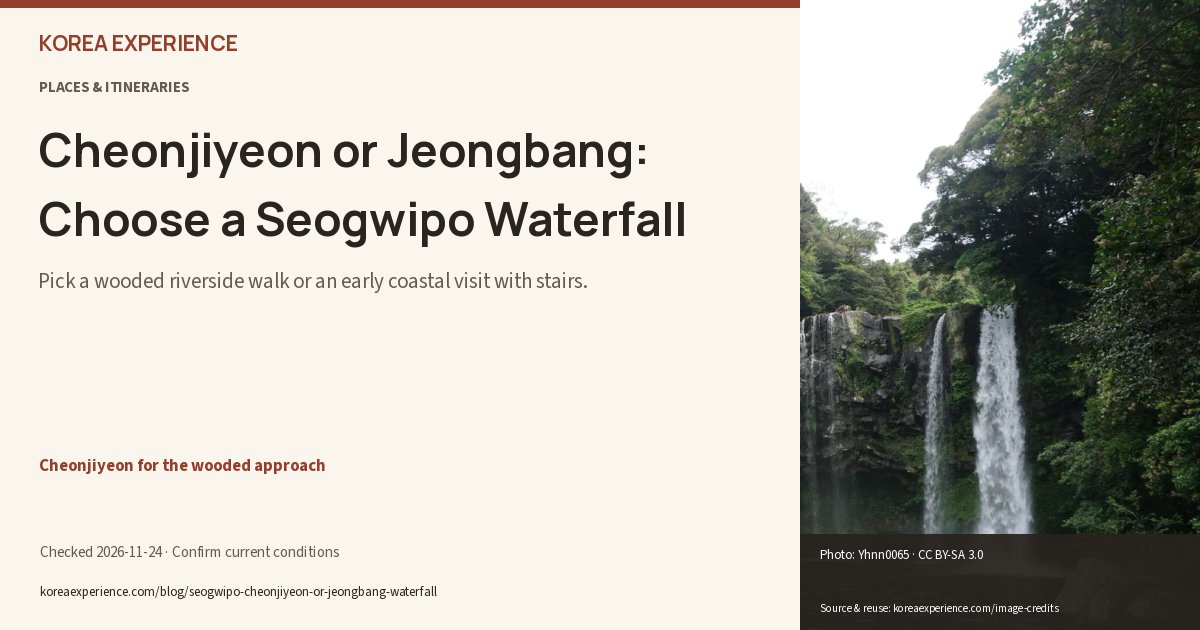 KOREA EXPERIENCE
PLACES & ITINERARIES
Cheonjiyeon or Jeongbang:
Choose a Seogwipo Waterfall
Pick a wooded riverside walk or an early coastal visit with stairs.
Cheonjiyeon for the wooded approach
Checked 2026-11-24 · Confirm current conditions
koreaexperience.com/blog/seogwipo-cheonjiyeon-or-jeongbang-waterfall
Photo: Yhnn0065 · CC BY-SA 3.0
Source & reuse: koreaexperience.com/image-credits